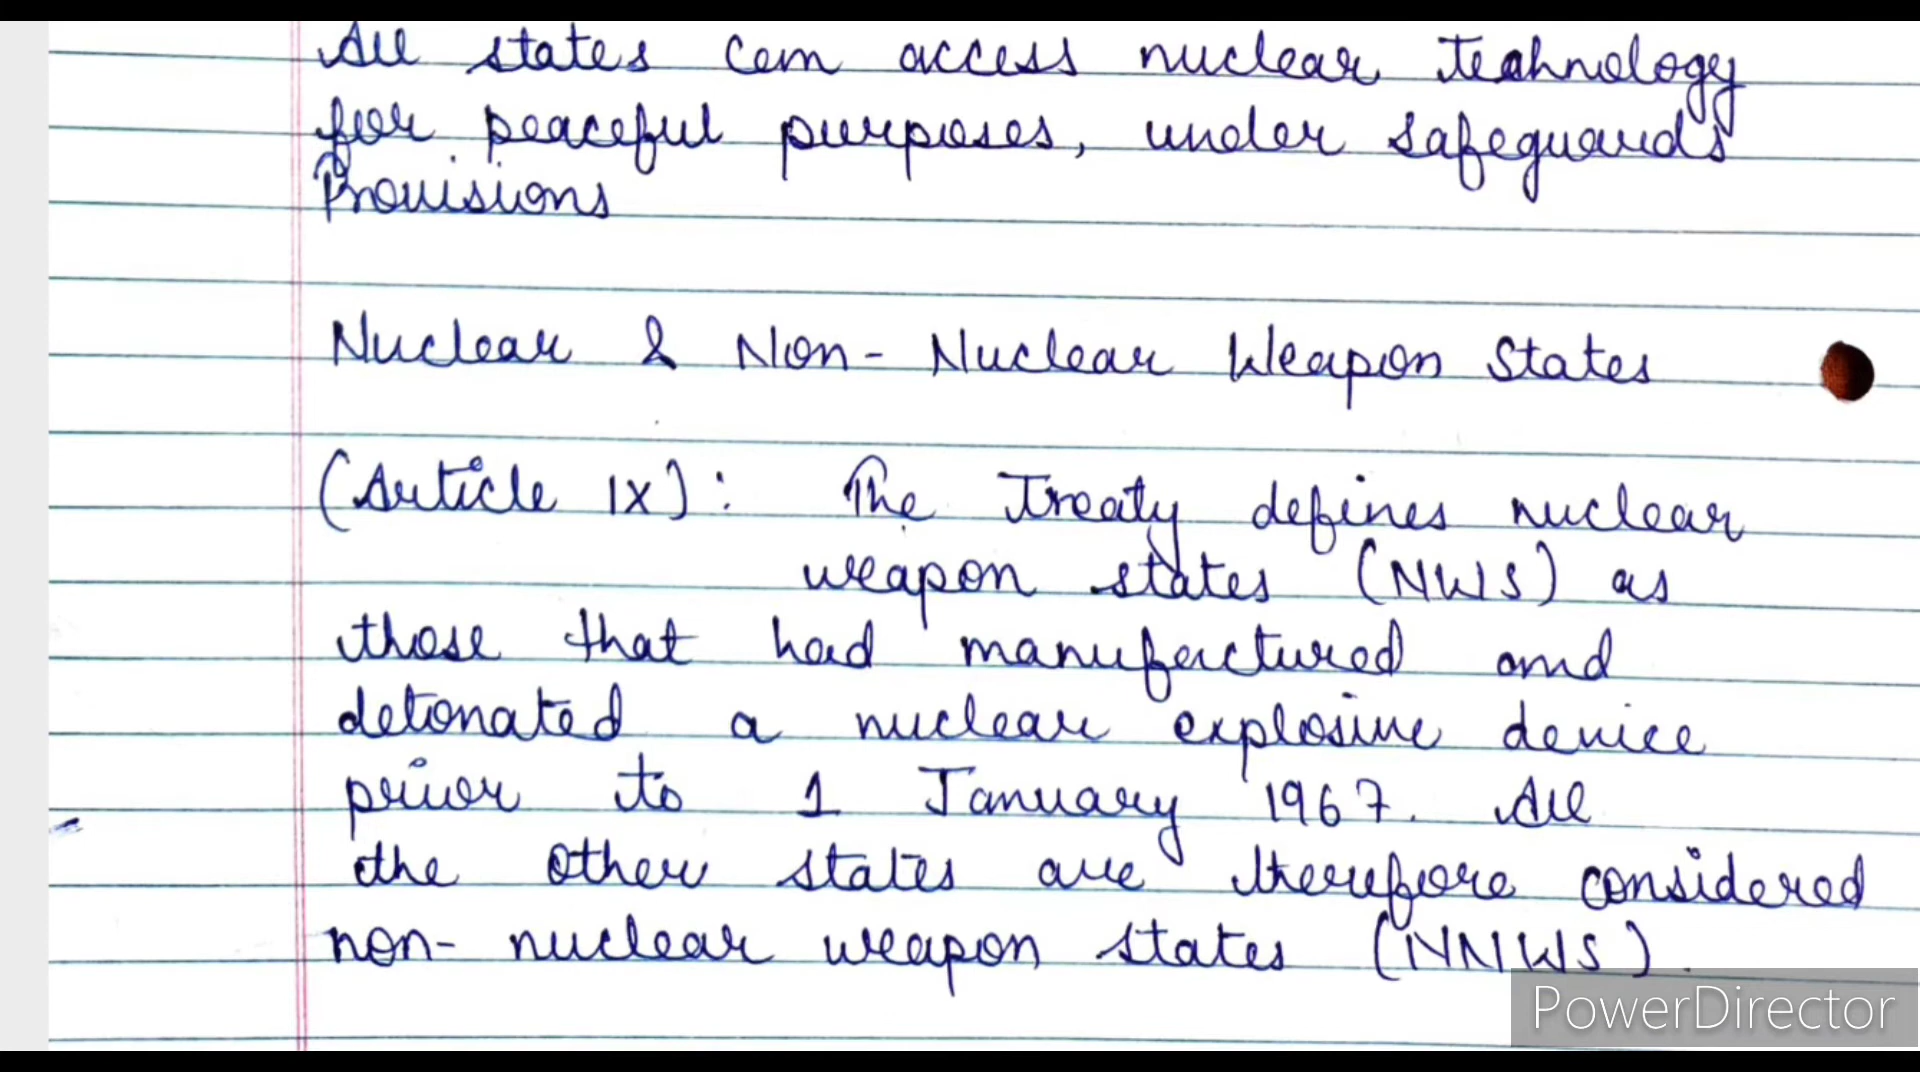 All states can access nuclear technology
for peaceful purposes, under safeguards
Provisions
Nuclear & Non-Nuclear Weapon States
(Article IX): The Treaty defines nuclear
weapon states (NWS) as
those that had manufactured and
detonated a nuclear explosive device
prior to 1 January 1967. All
the other states are therefore considered
non-nuclear weapon states (NNWS).
PowerDirector